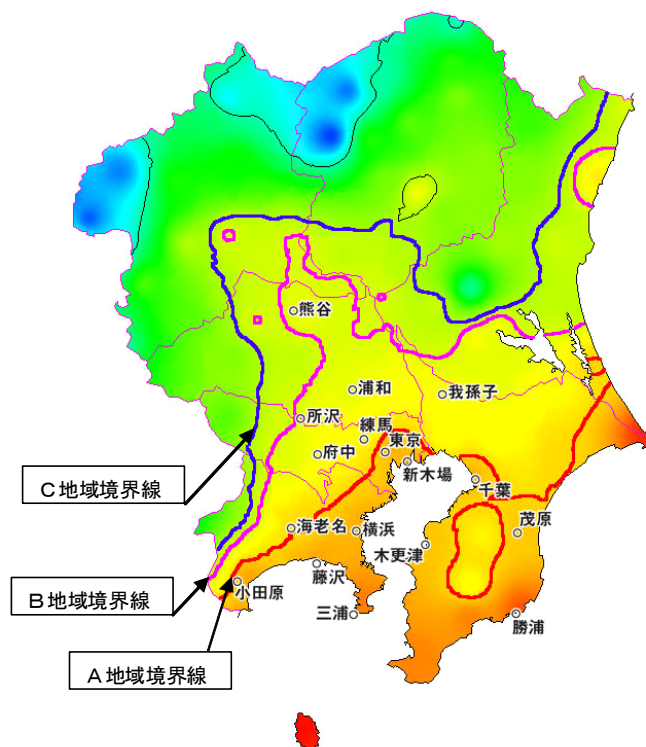 熊谷
浦和
我孫子
所沢
練馬
東京
府中
新木場
千葉
C地域境界線
海老名
横浜
茂原
木更津
藤沢
小田原
B地域境界線
三浦
勝浦
A地域境界線